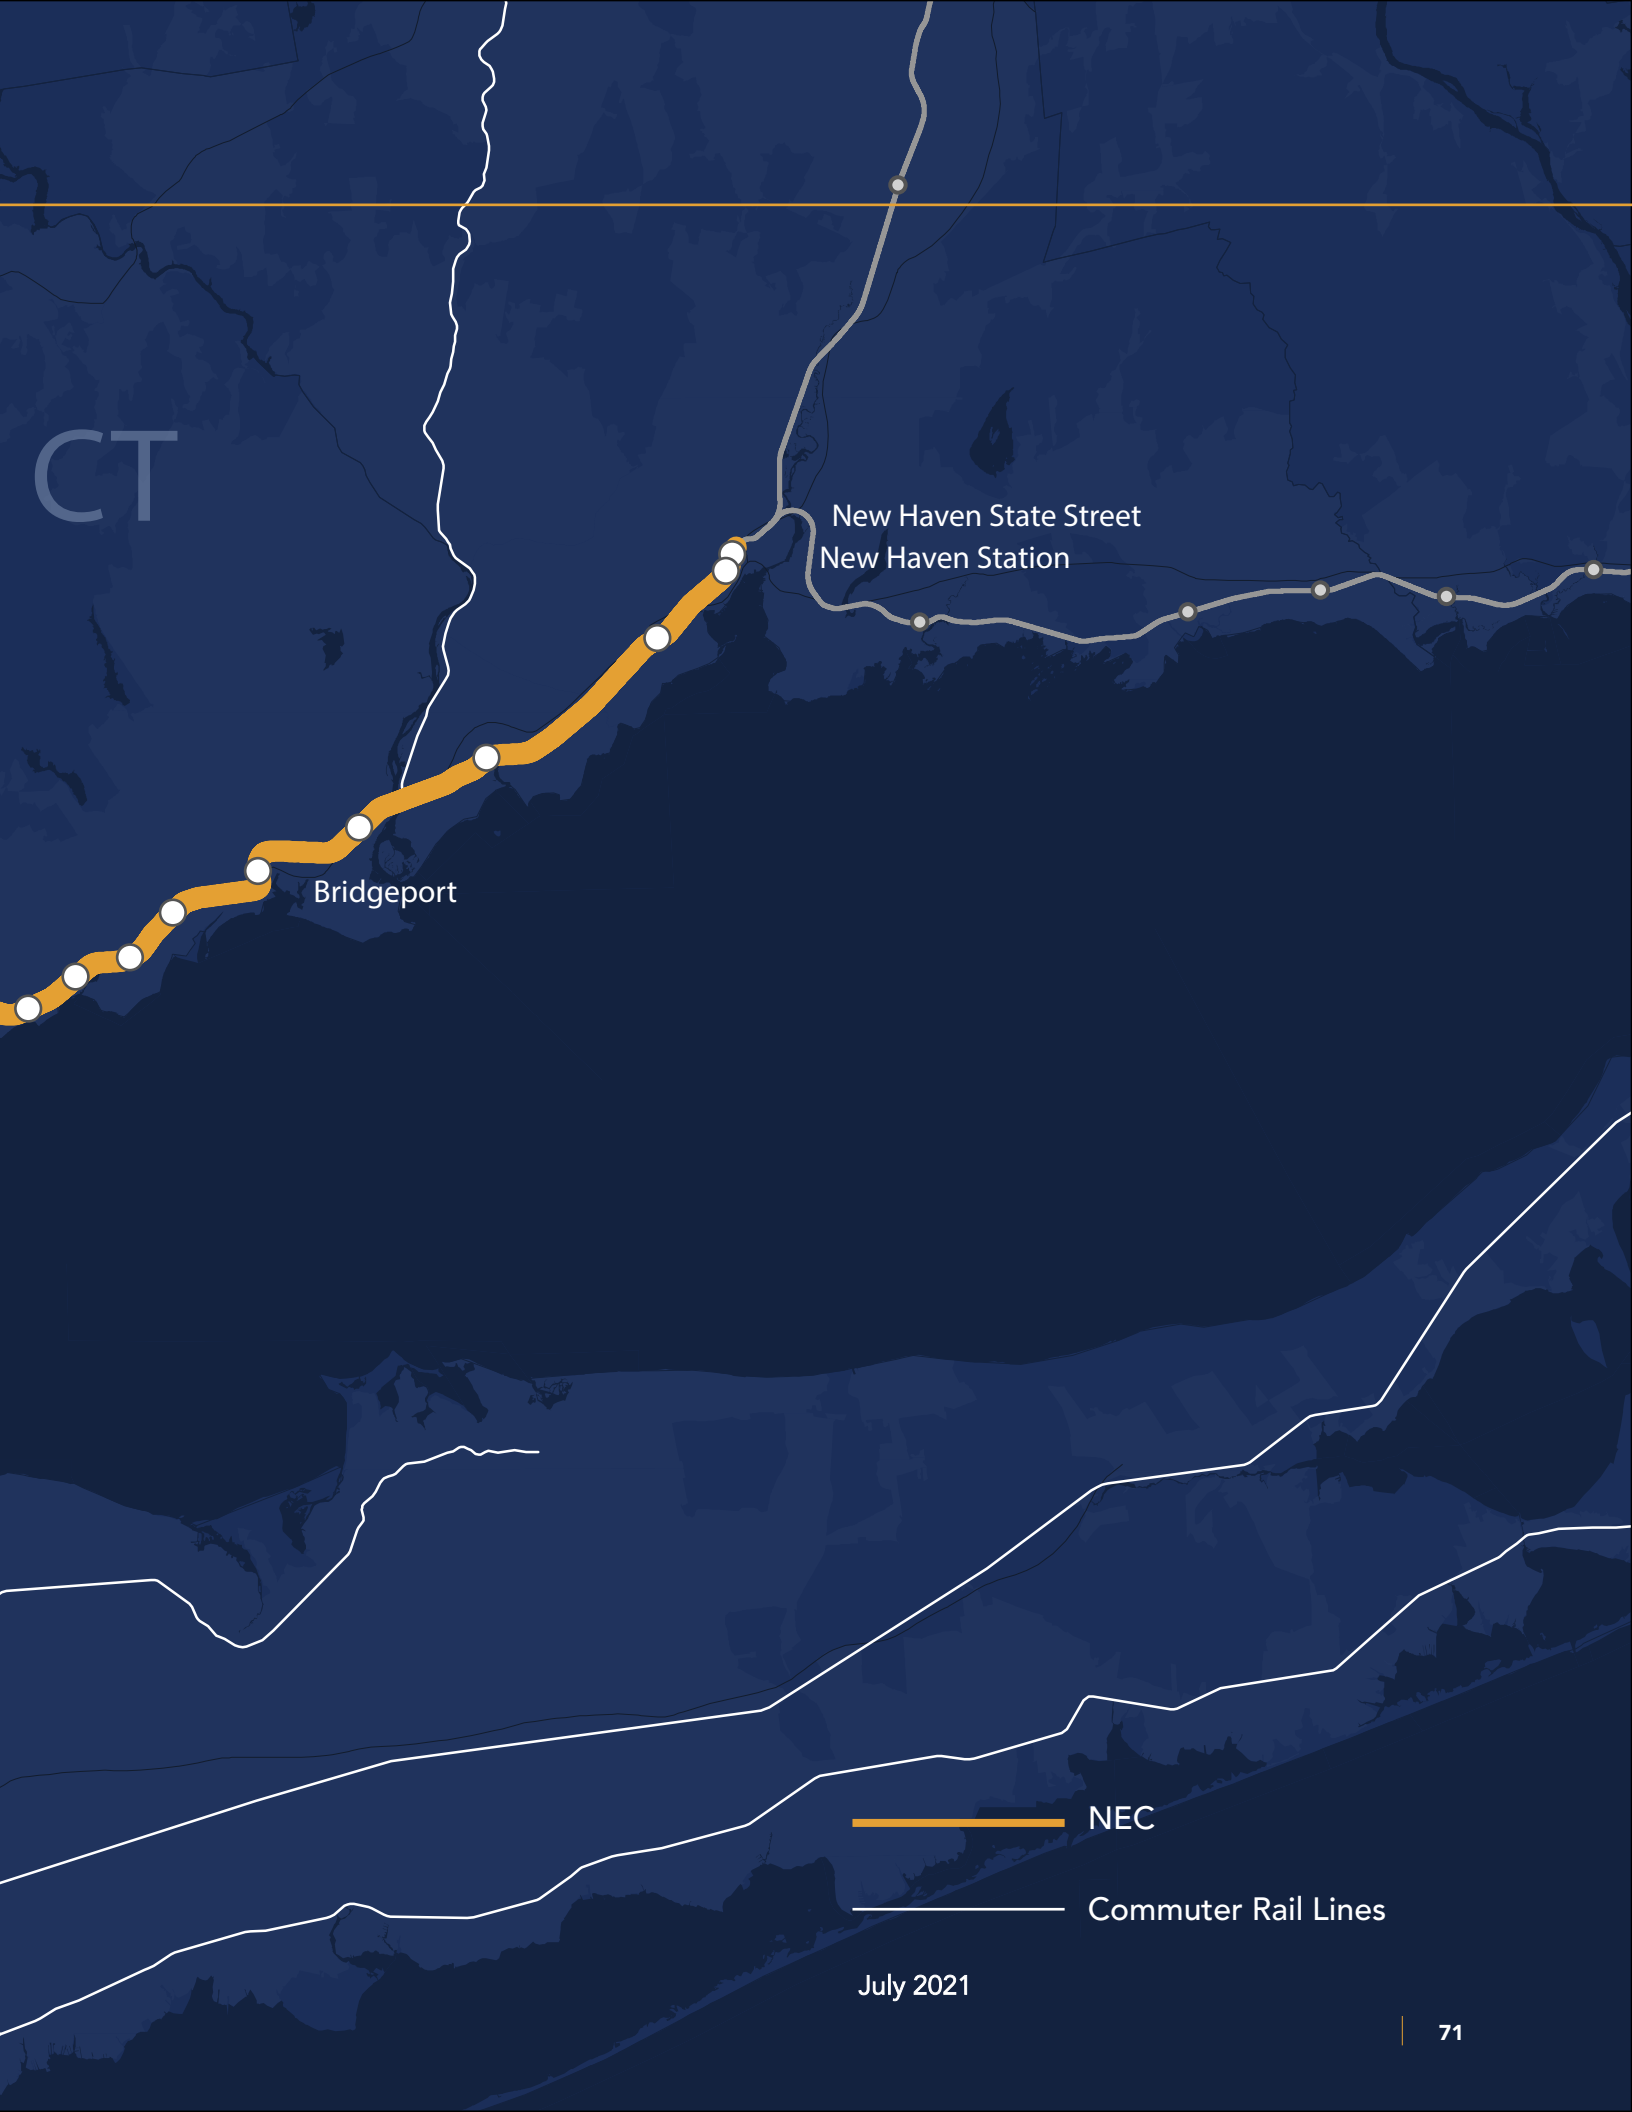 CT
New Haven State Street
New Haven Station
Bridgeport
NEC
Commuter Rail Lines
July 2021
71